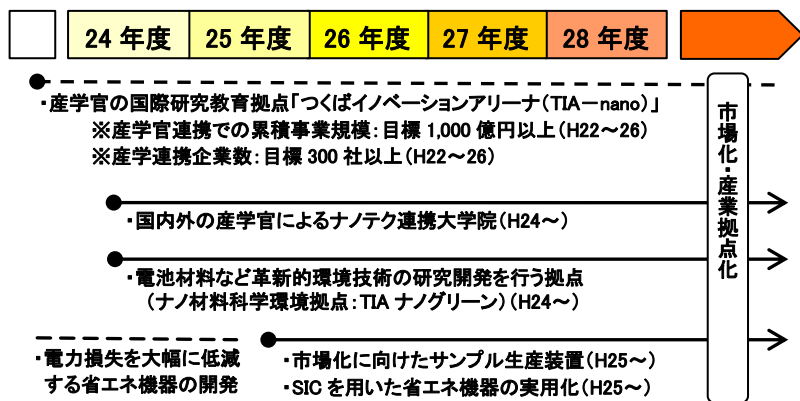 24 年度 25 年度 26 年度 27 年度 28 年度
・産学官の国際研究教育拠点「つくばイノベーションアリーナ(TIA－nano)」
※産学官連携での累積事業規模：目標 1,000 億円以上(H22～26)
※産学連携企業数：目標 300 社以上(H22～26)
・国内外の産学官によるナノテク連携大学院(H24～)
・電池材料など革新的環境技術の研究開発を行う拠点
(ナノ材料科学環境拠点：TIA ナノグリーン)(H24～)
・電力損失を大幅に低減
する省エネ機器の開発
・市場化に向けたサンプル生産装置(H25～)
・SIC を用いた省エネ機器の実用化(H25～)
市場化・産業拠点化